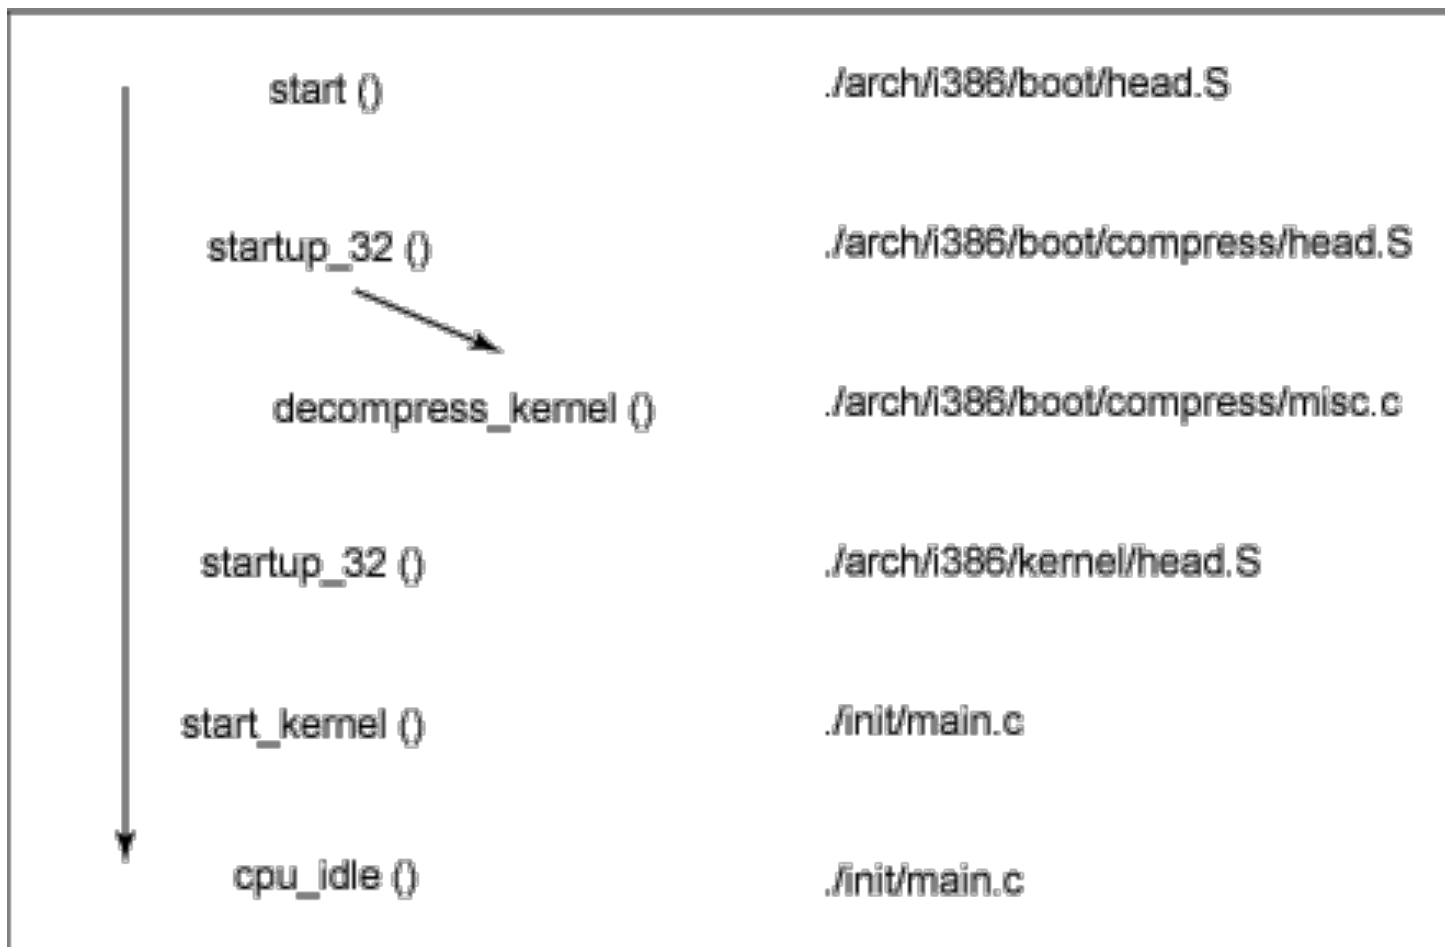 start () ./arch/i386/boot/head.S
startup_32 () ./arch/i386/boot/compress/head.S
decompress_kernel () ./arch/i386/boot/compress/misc.c
startup_32 () ./arch/i386/kernel/head.S
start_kernel () ./init/main.c
cpu_idle () ./init/main.c